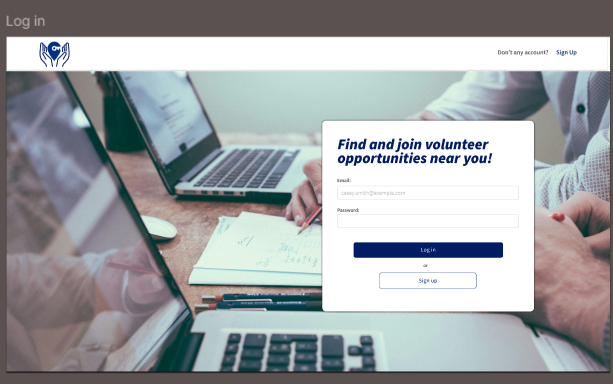 Log in
Don't any account? Sign Up
Find and join volunteer
opportunities near you!
Email:
casey.smith@example.com
Password:
Log in
or
Sign up